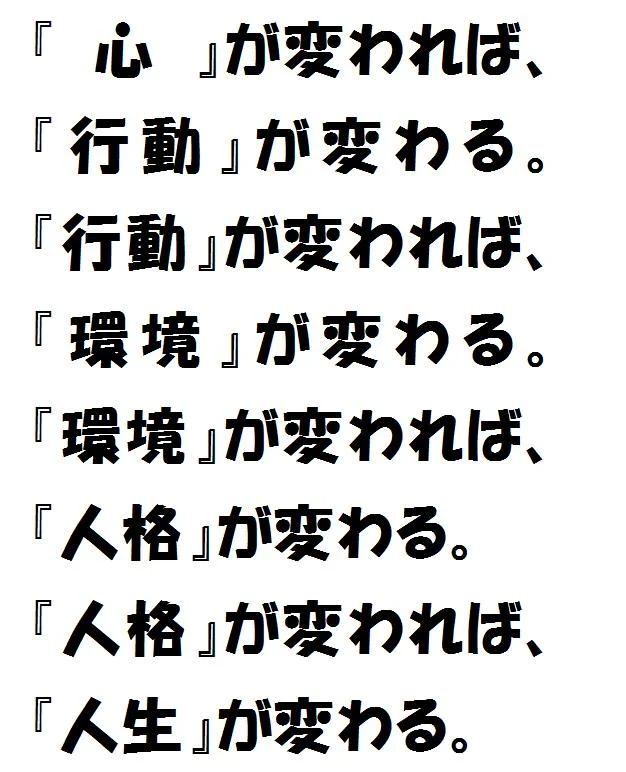 『　心　』が変われば、
『行動』が変わる。
『行動』が変われば、
『環境』が変わる。
『環境』が変われば、
『人格』が変わる。
『人格』が変われば、
『人生』が変わる。